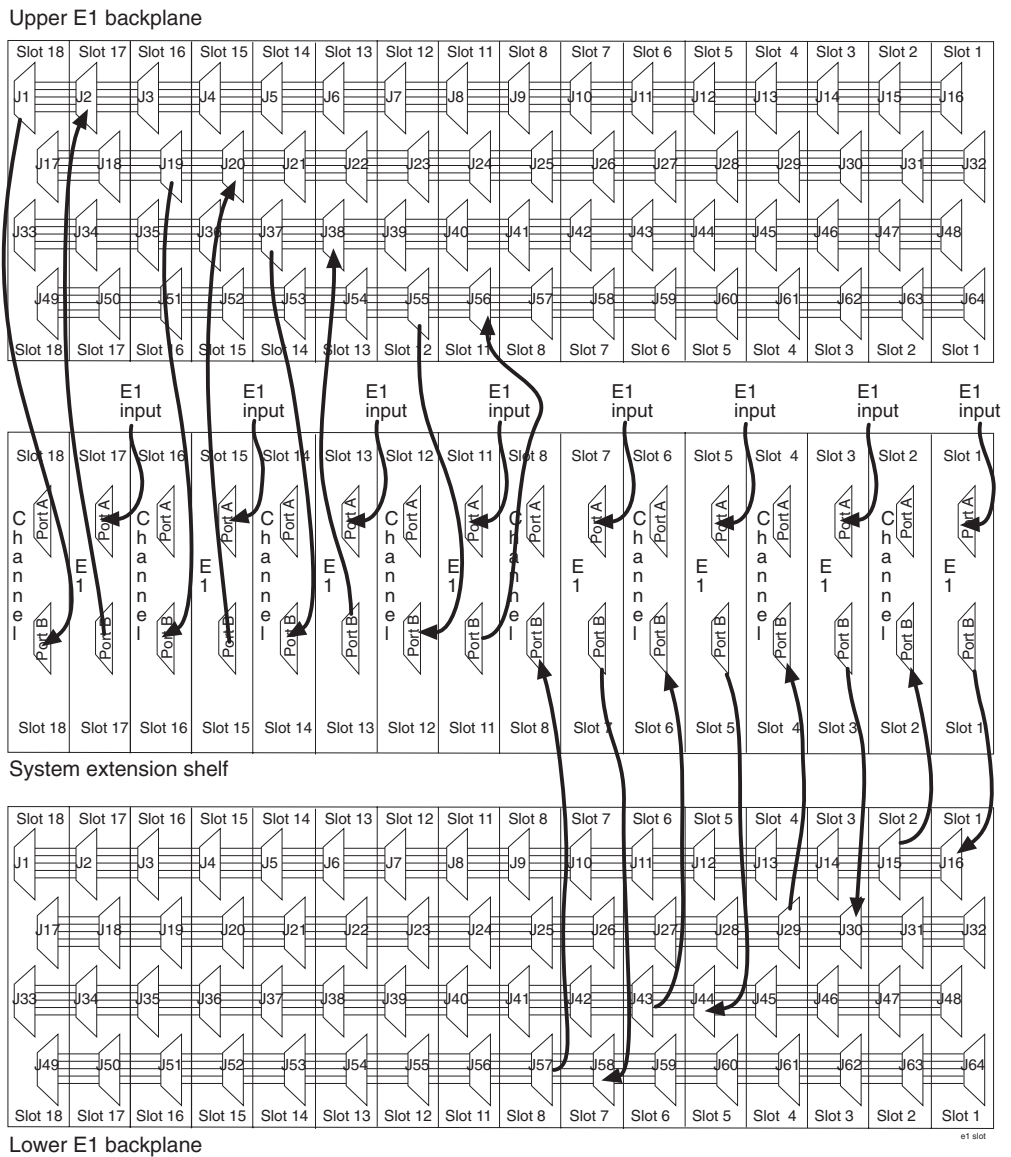 Upper E1 backplane
Slot 18 Slot 17 Slot 16 Slot 15 Slot 14 Slot 13 Slot 12 Slot 11 Slot 8 Slot 7 Slot 6 Slot 5 Slot 4 Slot 3 Slot 2 Slot 1
J1 J2 J3 J4 J5 J6 J7 J8 J9 J10 J11 J12 J13 J14 J15 J16
J17 J18 J19 J20 J21 J22 J23 J24 J25 J26 J27 J28 J29 J30 J31 J32
J33 J34 J35 J36 J37 J38 J39 J40 J41 J42 J43 J44 J45 J46 J47 J48
J49 J50 J51 J52 J53 J54 J55 J56 J57 J58 J59 J60 J61 J62 J63 J64
Slot 18 Slot 17 Slot 16 Slot 15 Slot 14 Slot 13 Slot 12 Slot 11 Slot 8 Slot 7 Slot 6 Slot 5 Slot 4 Slot 3 Slot 2 Slot 1
E1 E1 E1 E1 E1 E1 E1 E1
input input input input input input input input
Slot 18 Slot 17 Slot 16 Slot 15 Slot 14 Slot 13 Slot 12 Slot 11 Slot 8 Slot 7 Slot 6 Slot 5 Slot 4 Slot 3 Slot 2 Slot 1
Port A Port A Port A Port A Port A Port A Port A Port A Port A Port A Port A Port A Port A Port A Port A Port A
Channel E1 Channel E1 Channel E1 Channel E1 Channel E1 Channel E1 Channel E1 Channel E1
Port B Port B Port B Port B Port B Port B Port B Port B Port B Port B Port B Port B Port B Port B Port B Port B
Slot 18 Slot 17 Slot 16 Slot 15 Slot 14 Slot 13 Slot 12 Slot 11 Slot 8 Slot 7 Slot 6 Slot 5 Slot 4 Slot 3 Slot 2 Slot 1
System extension shelf
Slot 18 Slot 17 Slot 16 Slot 15 Slot 14 Slot 13 Slot 12 Slot 11 Slot 8 Slot 7 Slot 6 Slot 5 Slot 4 Slot 3 Slot 2 Slot 1
J1 J2 J3 J4 J5 J6 J7 J8 J9 J10 J11 J12 J13 J14 J15 J16
J17 J18 J19 J20 J21 J22 J23 J24 J25 J26 J27 J28 J29 J30 J31 J32
J33 J34 J35 J36 J37 J38 J39 J40 J41 J42 J43 J44 J45 J46 J47 J48
J49 J50 J51 J52 J53 J54 J55 J56 J57 J58 J59 J60 J61 J62 J63 J64
Slot 18 Slot 17 Slot 16 Slot 15 Slot 14 Slot 13 Slot 12 Slot 11 Slot 8 Slot 7 Slot 6 Slot 5 Slot 4 Slot 3 Slot 2 Slot 1
e1 slot
Lower E1 backplane